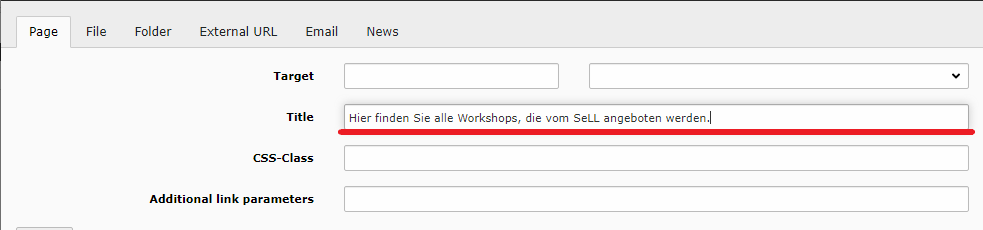 Page File Folder External URL Email News
Target
Title Hier finden Sie alle Workshops, die vom SeLL angeboten werden.
CSS-Class
Additional link parameters